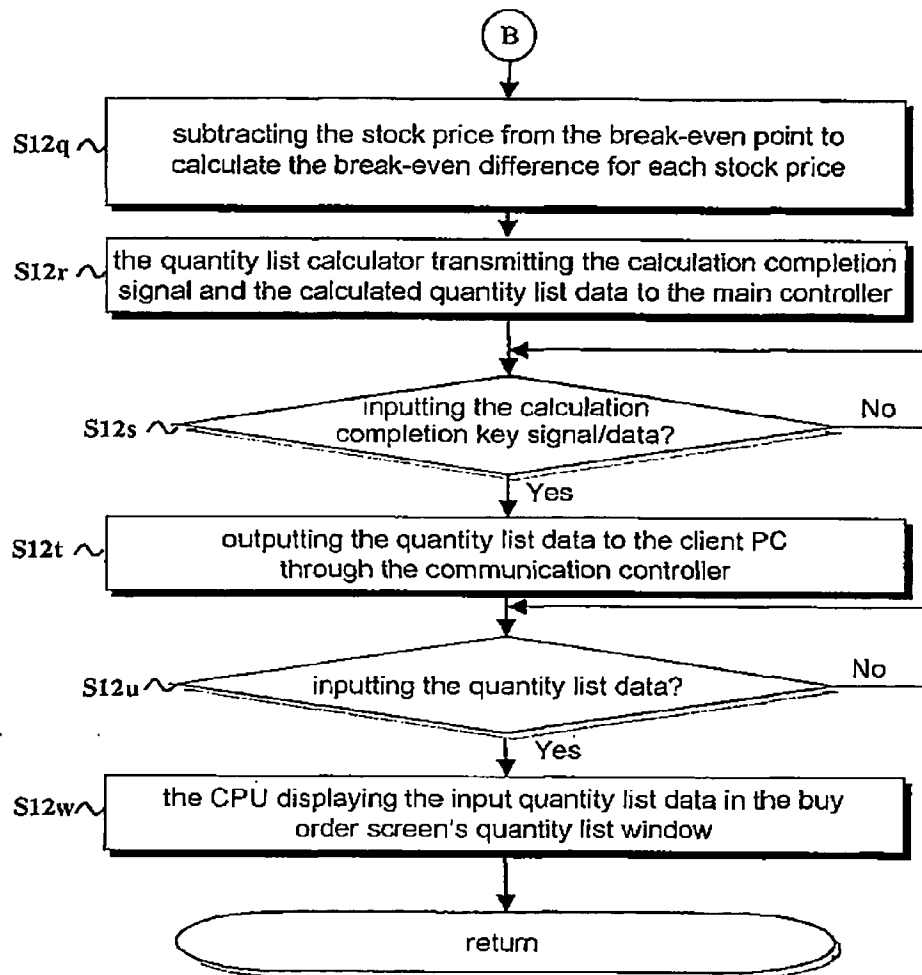 B
S12q
subtracting the stock price from the break-even point to
calculate the break-even difference for each stock price
S12r
the quantity list calculator transmitting the calculation completion
signal and the calculated quantity list data to the main controller
S12s
inputting the calculation
completion key signal/data?
No
Yes
S12t
outputting the quantity list data to the client PC
through the communication controller
S12u
inputting the quantity list data?
No
Yes
S12w
the CPU displaying the input quantity list data in the buy
order screen's quantity list window
return